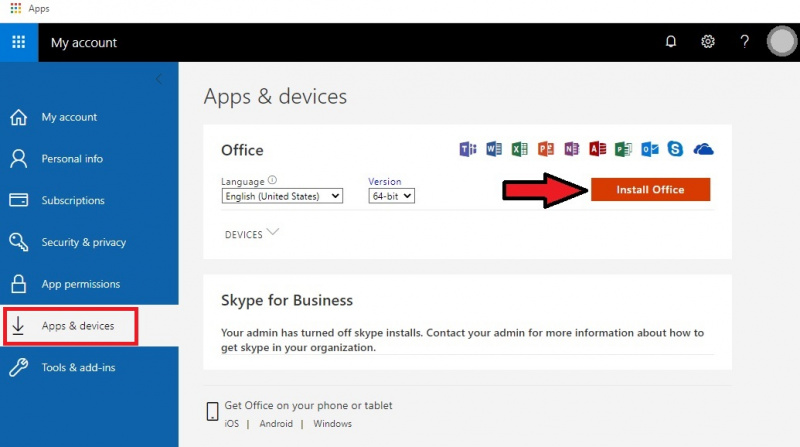 Apps
My account
?
My account
Personal info
Subscriptions
Security & privacy
App permissions
Apps & devices
Tools & add-ins
Apps & devices
Office
Language
Version
English (United States)
64-bit
Install Office
DEVICES
Skype for Business
Your admin has turned off skype installs. Contact your admin for more information about how to
get skype in your organization.
Get Office on your phone or tablet
iOS | Android | Windows